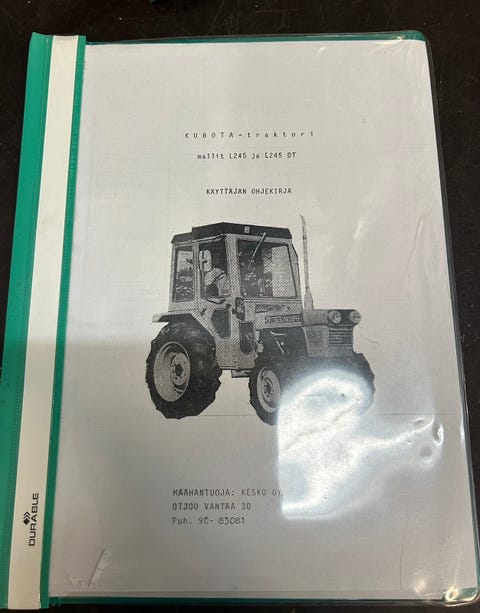 KUBOTA-traktori
mallit L245 ja L245 DT
KÄYTTÄJÄN OHJEKIRJA
MAAHANTUOJA: KESKO OY
01300 VANTAA 30
Puh. 90- 83081
DURABLE